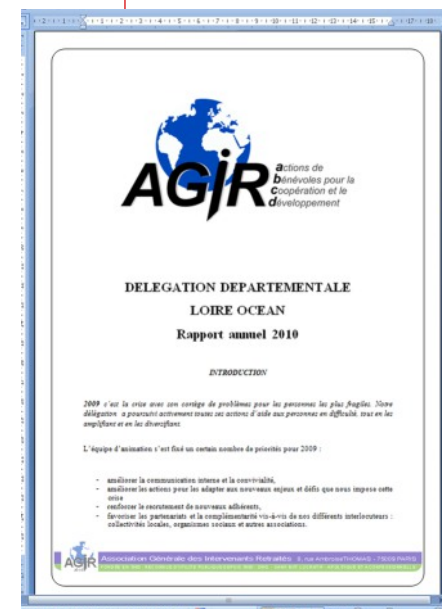 AGIR
actions de
bénévoles pour la
Coopération et le
développement
DELEGATION DEPARTEMENTALE
LOIRE OCEAN
Rapport annuel 2010
INTRODUCTION
2009 c'est la crise avec son cortège de problèmes pour les personnes les plus fragiles. Notre
délégation a poursuivi activement toutes ses actions d'aide aux personnes en difficulté, tout en les
amplifiant et en les diversifiant.
L'équipe d'animation s'est fixé un certain nombre de priorités pour 2009 :
- améliorer la communication interne et la convivialité,
- améliorer les actions pour les adapter aux nouveaux enjeux et défis que nous impose cette
crise
- renforcer le recrutement de nouveaux adhérents,
- favoriser les partenariats et la complémentarité vis-à-vis de nos différents interlocuteurs :
collectivités locales, organismes sociaux et autres associations.
AGIR Association Générale des Intervenants Retraités 8, rue Ambroise THOMAS - 75009 PARIS